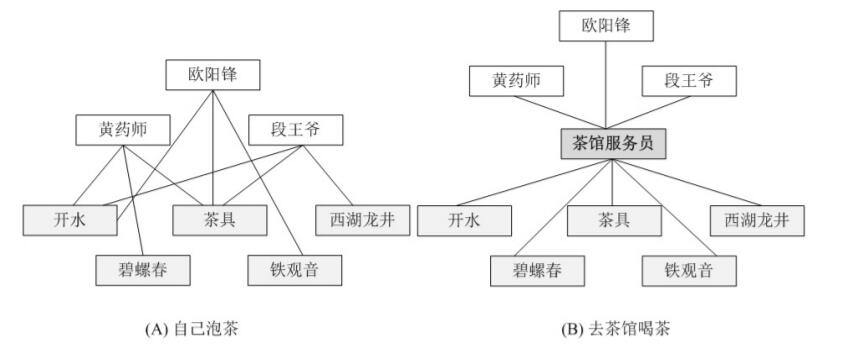 欧阳锋
黄药师
段王爷
开水
茶具
西湖龙井
碧螺春
铁观音
(A) 自己泡茶
欧阳锋
黄药师
段王爷
茶馆服务员
开水
茶具
西湖龙井
碧螺春
铁观音
(B) 去茶馆喝茶